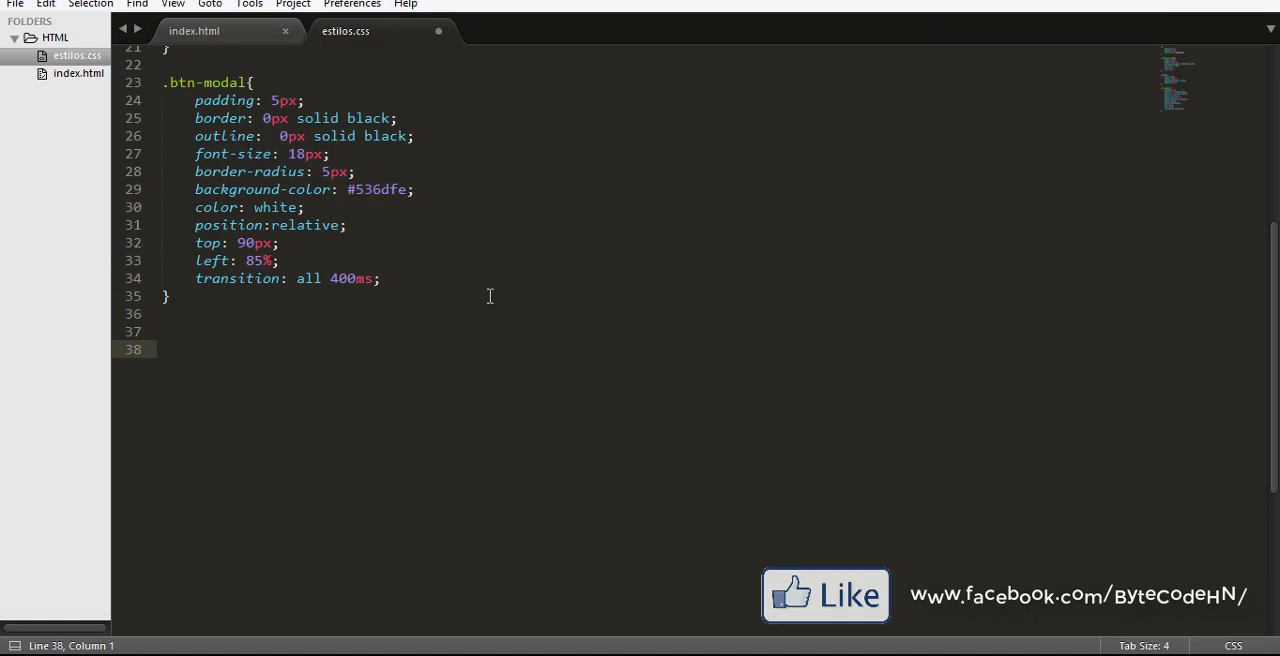 File Edit Selection Find View Goto Tools Project Preferences Help
FOLDERS
HTML
estilos.css
index.html
index.html × estilos.css
21 }
22
23 .btn-modal{
24 padding: 5px;
25 border: 0px solid black;
26 outline:  0px solid black;
27 font-size: 18px;
28 border-radius: 5px;
29 background-color: #536dfe;
30 color: white;
31 position:relative;
32 top: 90px;
33 left: 85%;
34 transition: all 400ms;
35 }
36
37
38
Like www.facebook.com/ByteCodeHN/
Line 38, Column 1 Tab Size: 4 CSS